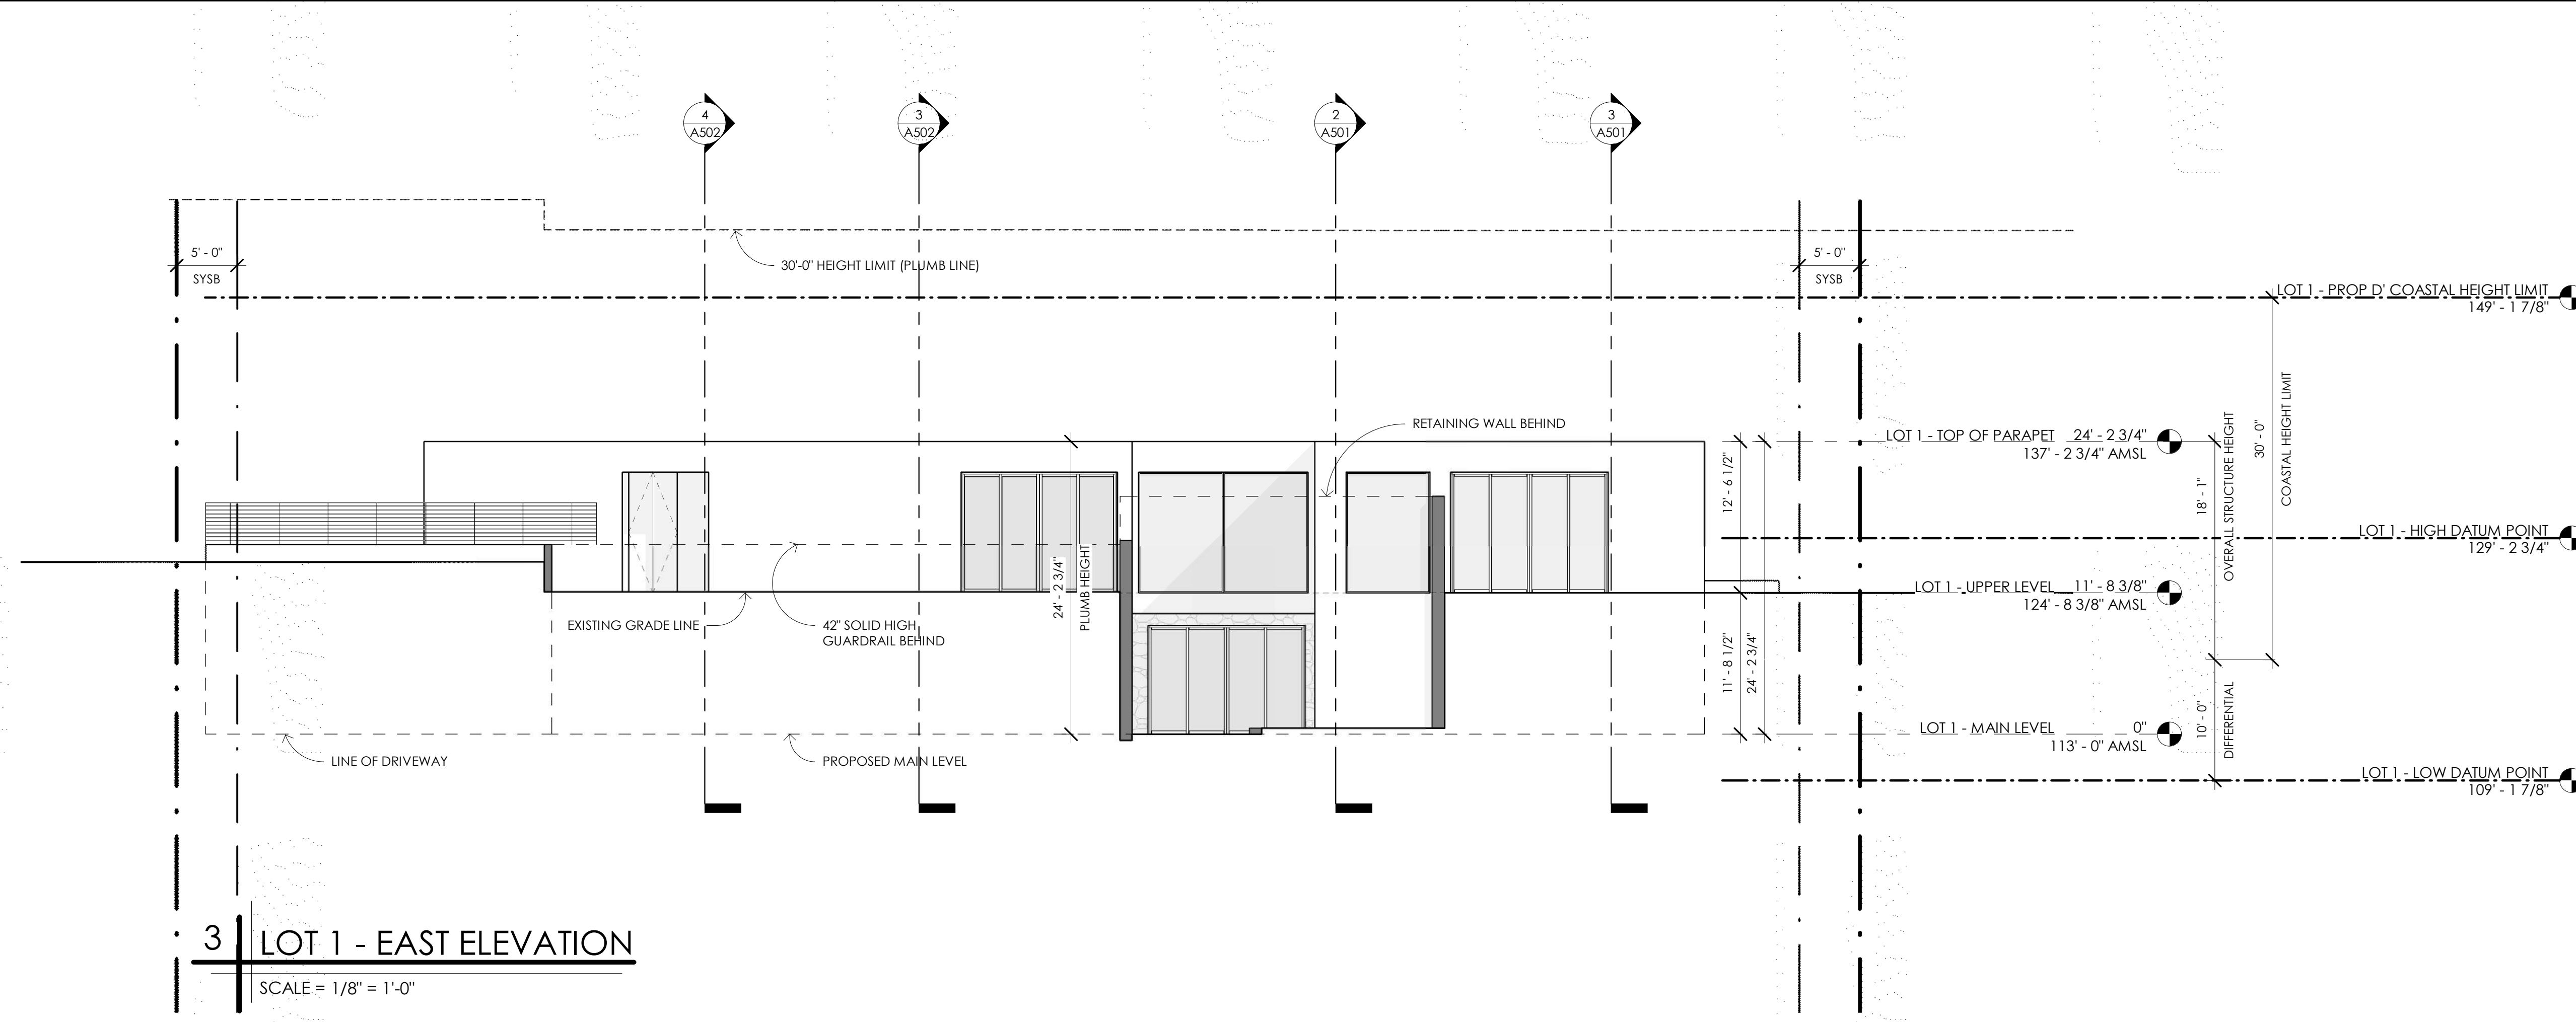 4
A502
3
A502
2
A501
3
A501
5' - 0"
SYSB
30'-0" HEIGHT LIMIT (PLUMB LINE)
5' - 0"
SYSB
LOT 1 - PROP D' COASTAL HEIGHT LIMIT
149' - 1 7/8"
RETAINING WALL BEHIND
LOT 1 - TOP OF PARAPET 24' - 2 3/4"
137' - 2 3/4" AMSL
12' - 6 1/2"
18' - 1"
OVERALL STRUCTURE HEIGHT
30' - 0"
COASTAL HEIGHT LIMIT
LOT 1 - HIGH DATUM POINT
129' - 2 3/4"
24' - 2 3/4"
PLUMB HEIGHT
LOT 1 - UPPER LEVEL 11' - 8 3/8"
124' - 8 3/8" AMSL
EXISTING GRADE LINE
42" SOLID HIGH
GUARDRAIL BEHIND
11' - 8 1/2"
24' - 2 3/4"
LOT 1 - MAIN LEVEL 0"
113' - 0" AMSL
10' - 0"
DIFFERENTIAL
LINE OF DRIVEWAY
PROPOSED MAIN LEVEL
LOT 1 - LOW DATUM POINT
109' - 1 7/8"
3
LOT 1 - EAST ELEVATION
SCALE = 1/8" = 1'-0"